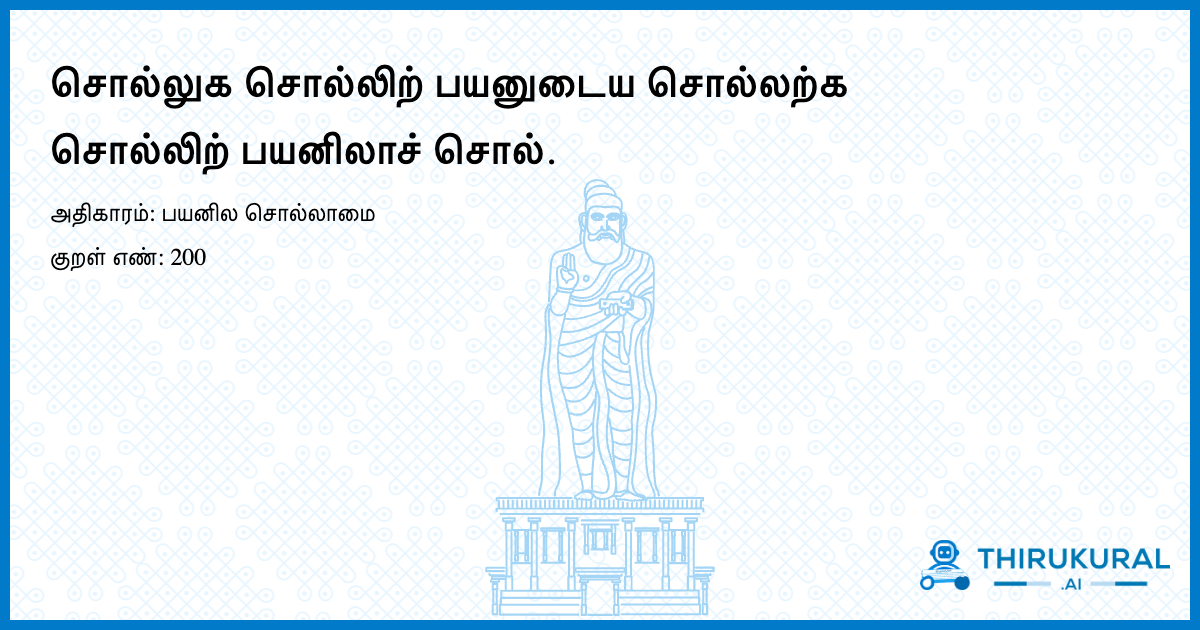 சொல்லுக சொல்லிற் பயனுடைய சொல்லற்க
சொல்லிற் பயனிலாச் சொல்.
அதிகாரம்: பயனில சொல்லாமை
குறள் எண்: 200
THIRUKURAL
.AI